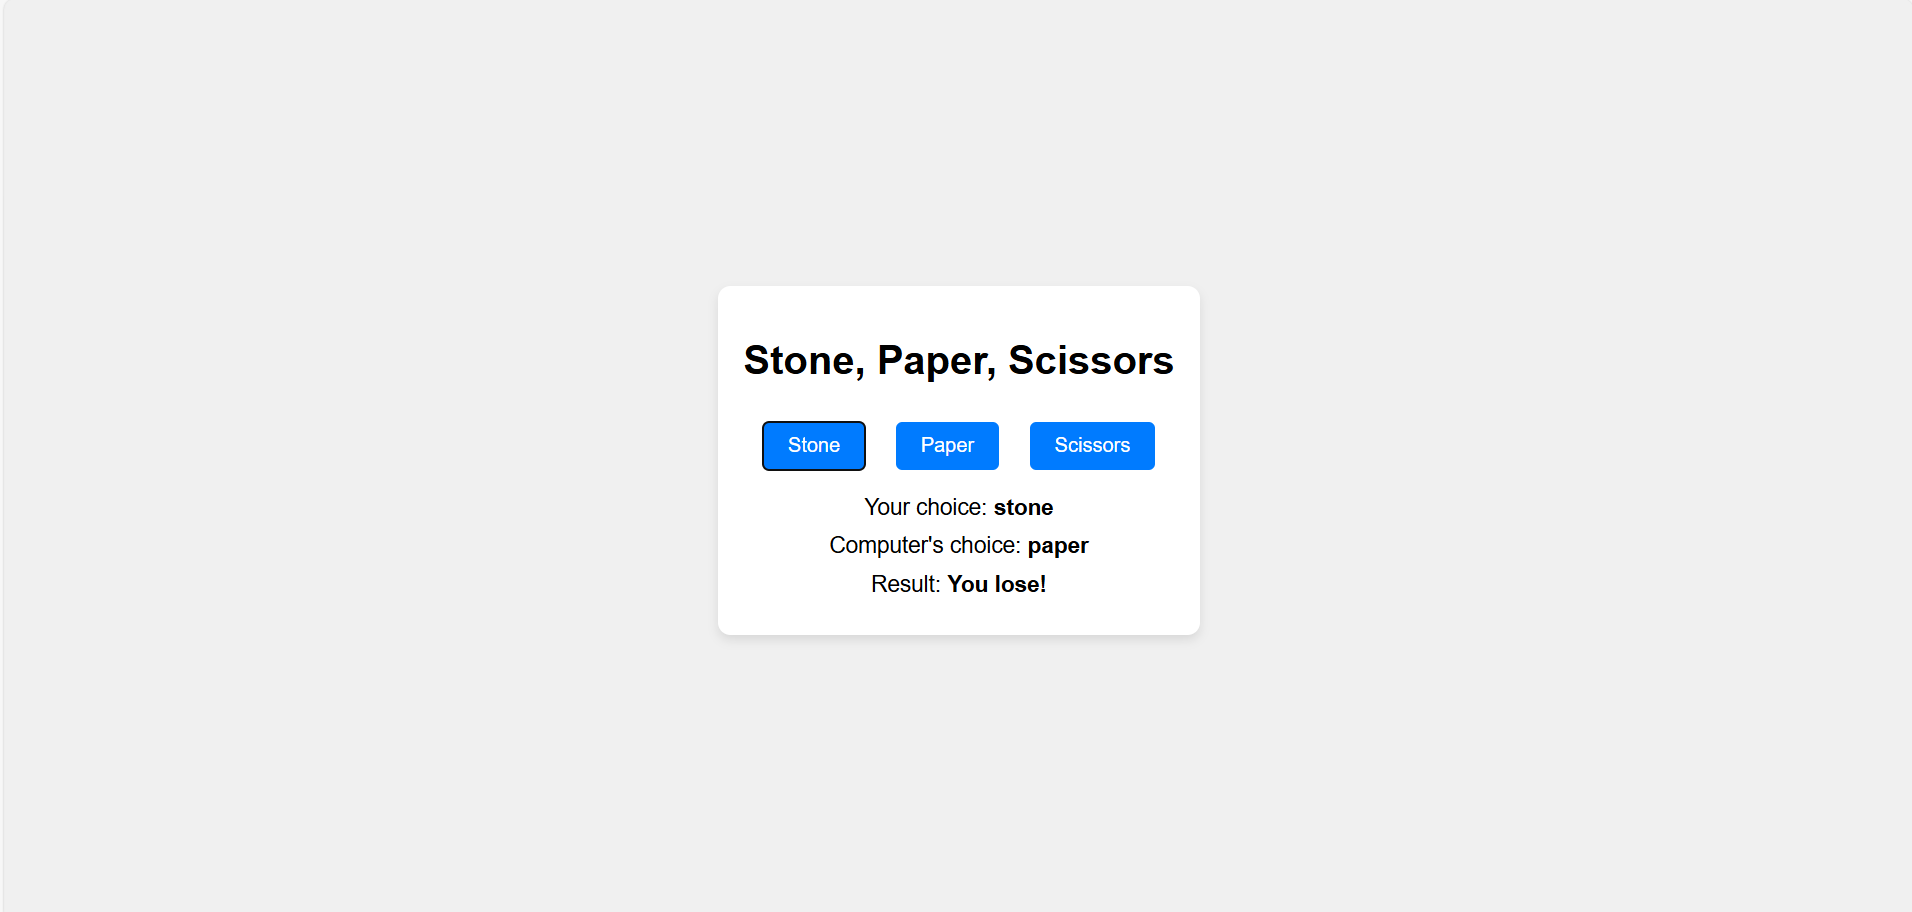 Stone, Paper, Scissors
Stone Paper Scissors
Your choice: stone
Computer's choice: paper
Result: You lose!